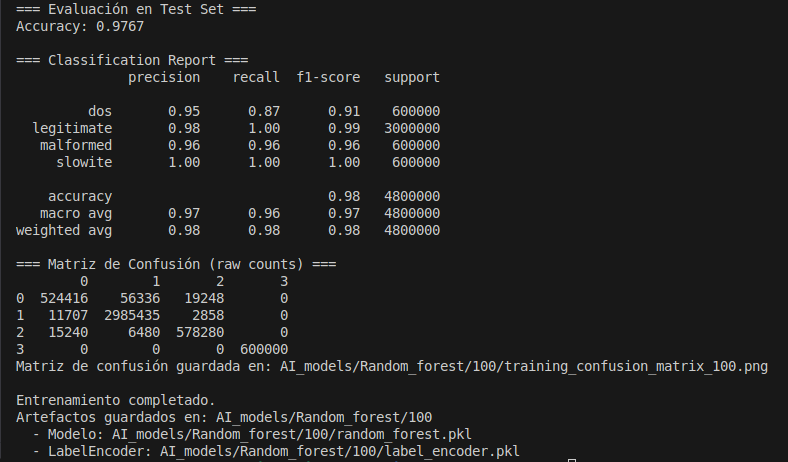 === Evaluación en Test Set ===
Accuracy: 0.9767
=== Classification Report ===
precision recall f1-score support
dos 0.95 0.87 0.91 600000
legitimate 0.98 1.00 0.99 3000000
malformed 0.96 0.96 0.96 600000
slowite 1.00 1.00 1.00 600000
accuracy 0.98 4800000
macro avg 0.97 0.96 0.97 4800000
weighted avg 0.98 0.98 0.98 4800000
=== Matriz de Confusión (raw counts) ===
0 1 2 3
0 524416 56336 19248 0
1 11707 2985435 2858 0
2 15240 6480 578280 0
3 0 0 0 600000
Matriz de confusión guardada en: AI_models/Random_forest/100/training_confusion_matrix_100.png
Entrenamiento completado.
Artefactos guardados en: AI_models/Random_forest/100
- Modelo: AI_models/Random_forest/100/random_forest.pkl
- LabelEncoder: AI_models/Random_forest/100/label_encoder.pkl